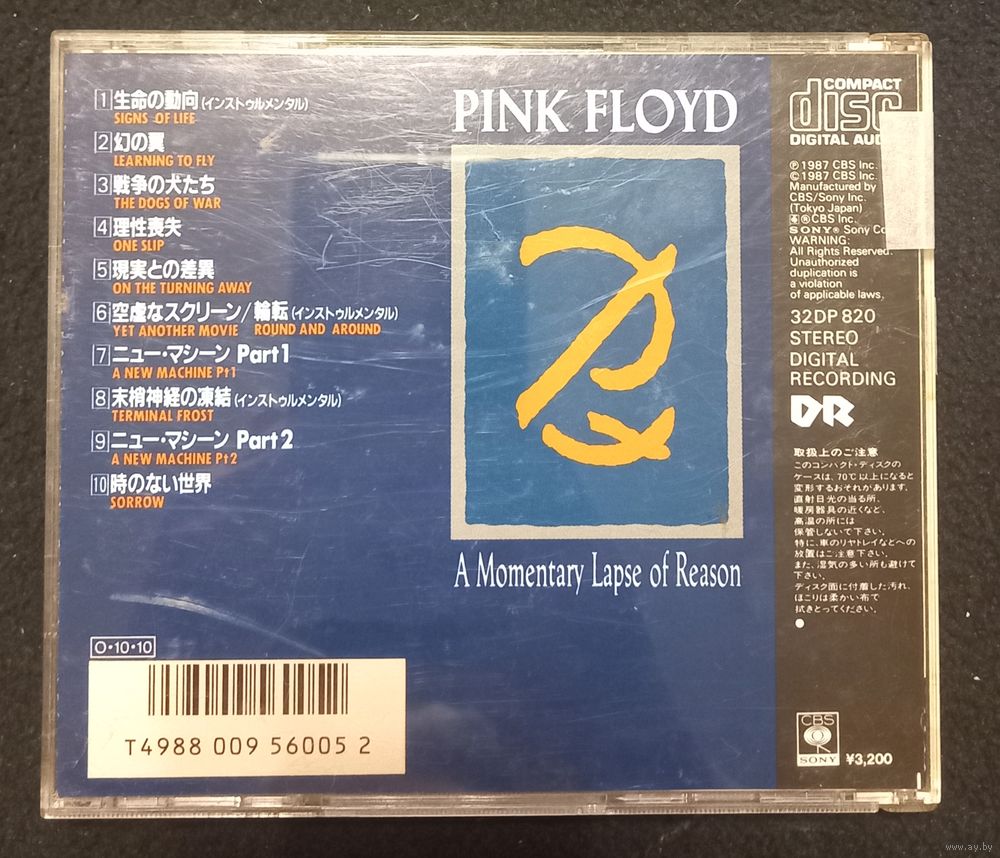 1 生命の動向(インストゥルメンタル)
SIGNS OF LIFE
2 幻の翼
LEARNING TO FLY
3 戦争の犬たち
THE DOGS OF WAR
4 理性喪失
ONE SLIP
5 現実との差異
ON THE TURNING AWAY
6 空虚なスクリーン/輪転(インストゥルメンタル)
YET ANOTHER MOVIE ROUND AND AROUND
7 ニュー・マシーン Part 1
A NEW MACHINE Pt1
8 末梢神経の凍結(インストゥルメンタル)
TERMINAL FROST
9 ニュー・マシーン Part 2
A NEW MACHINE Pt2
10 時のない世界
SORROW
O・10・10
T4988 009 56005 2
PINK FLOYD
A Momentary Lapse of Reason
COMPACT
disc
DIGITAL
℗1987 CBS Inc.
©1987 CBS Inc.
Manufactured by
CBS/Sony Inc.
(Tokyo Japan)
®CBS Inc.
SONY® Sony
WARNING:
All Rights Reserved.
Unauthorized
duplication is
a violation
of applicable laws.
32DP 820
STEREO
DIGITAL
RECORDING
DR
取扱上のご注意
このコンパクト・ディスクの
ケースは、70℃以上になると
変形するおそれがあります。
直射日光の当る所、
暖房器具の近くなど、
高温の所には
保管しないで下さい。
特に、車のリヤトレイなどへの
放置はご注意下さい。
また、湿気の多い所も避けて
下さい。
ディスク面に付着した汚れ、
ほこりは柔かい布で
拭きとってください。
CBS
SONY
¥3,200
www.ay.by